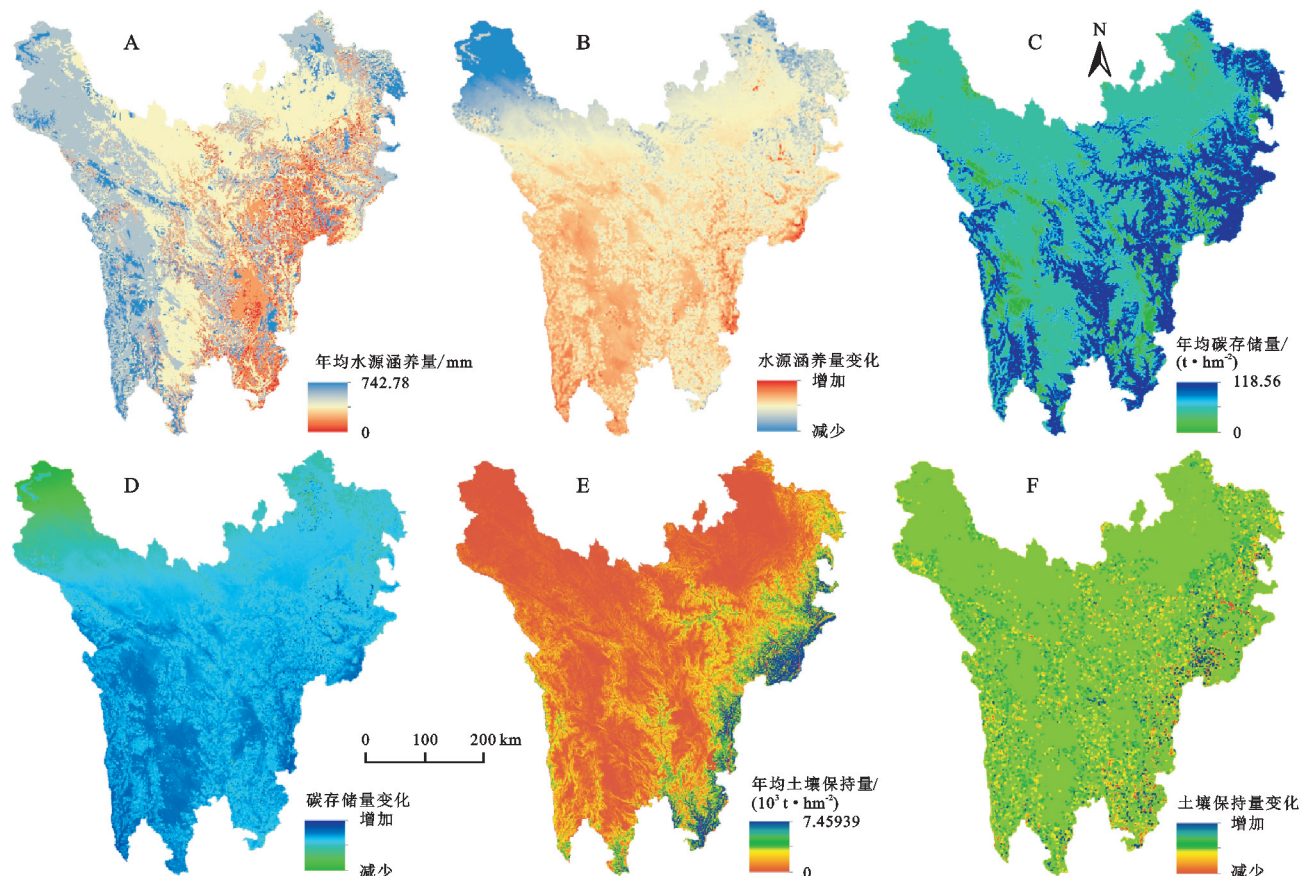 A
年均水源涵养量/mm
742.78
0
B
水源涵养量变化
增加
减少
C
N
年均碳存储量/
(t·hm⁻²)
118.56
0
D
碳存储量变化
增加
减少
0 100 200 km
E
年均土壤保持量/
(10³ t·hm⁻²)
7.45939
0
F
土壤保持量变化
增加
减少